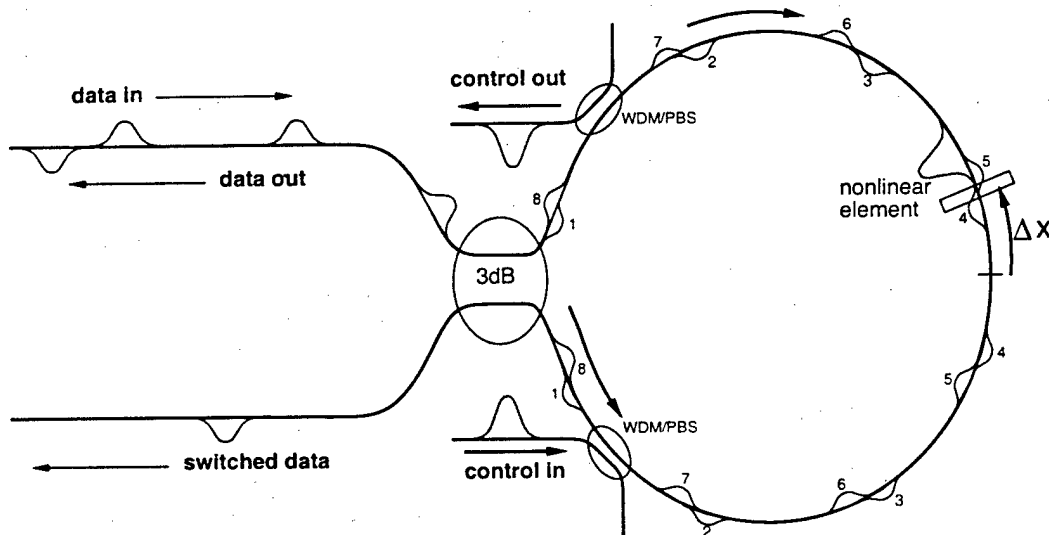 data in
data out
control out
WDM/PBS
7
2
6
3
5
nonlinear
element
4
ΔX
8
1
3dB
8
1
4
5
WDM/PBS
control in
switched data
7
2
6
3